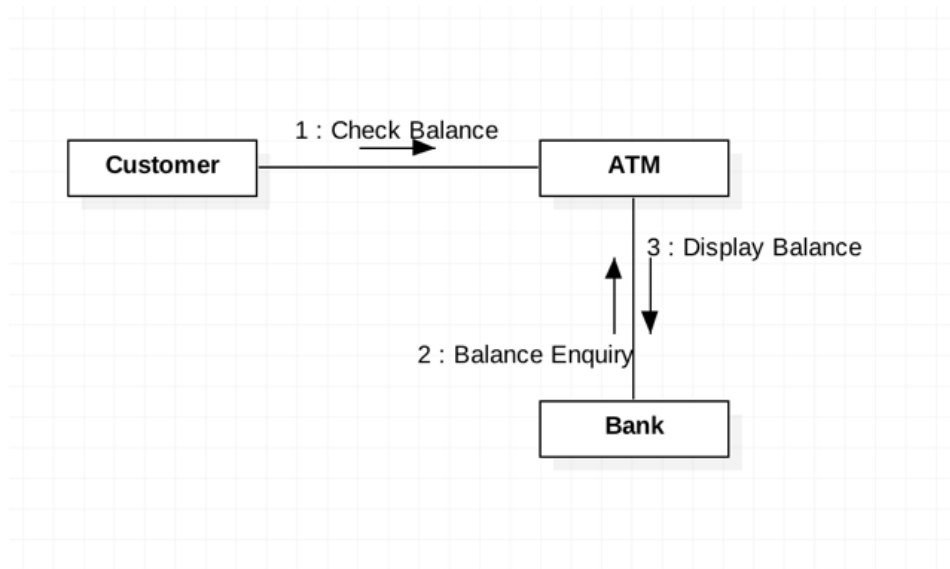 1 : Check Balance
Customer
ATM
3 : Display Balance
2 : Balance Enquiry
Bank